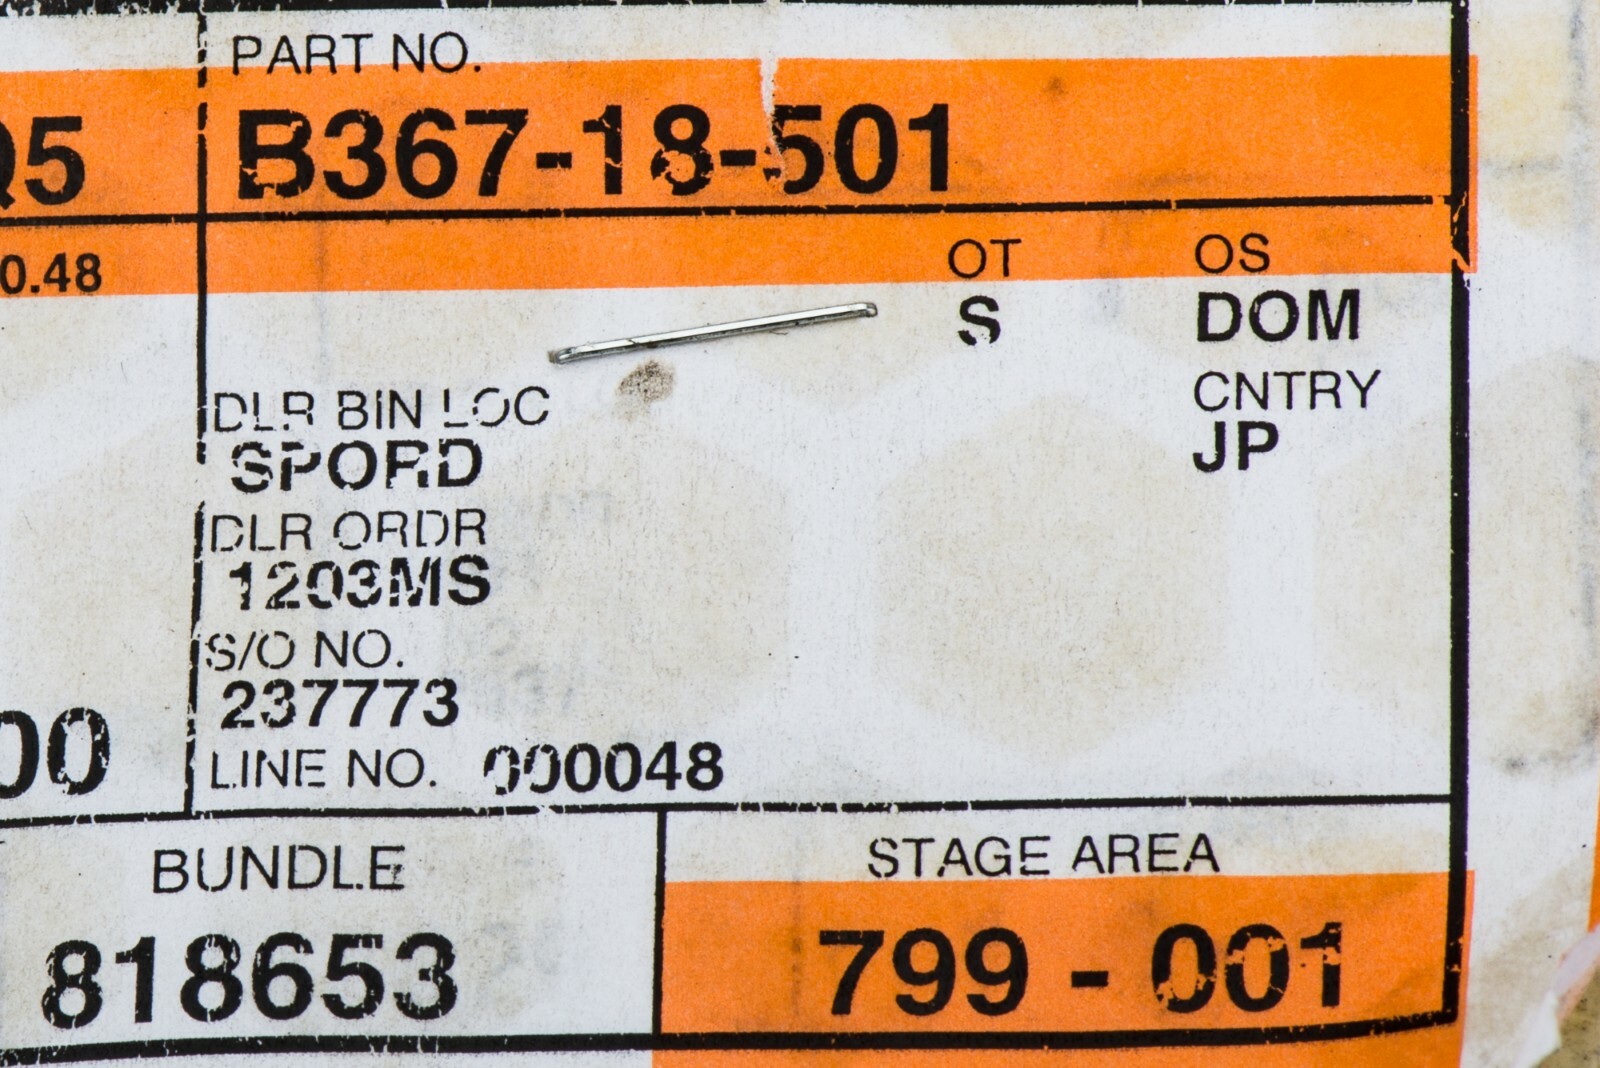 PART NO.
Q5 B367-18-501
0.48 OT OS
S DOM
CNTRY
JP
DLR BIN LOC
SPORD
DLR ORDR
1203MS
S/O NO.
237773
00 LINE NO. 000048
BUNDLE STAGE AREA
818653 799 - 001